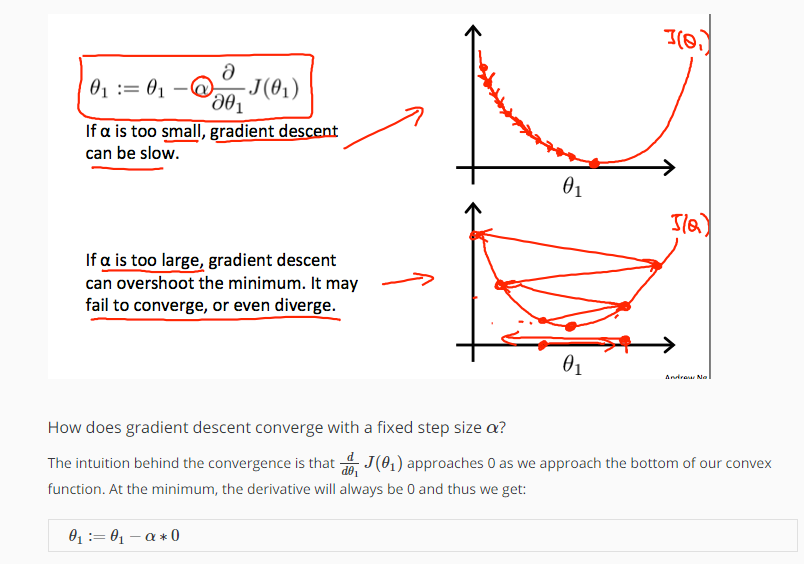 J(θ₁)
θ₁ := θ₁ − α ∂/∂θ₁ J(θ₁)
If α is too small, gradient descent
can be slow.
θ₁
J(θ₁)
If α is too large, gradient descent
can overshoot the minimum. It may
fail to converge, or even diverge.
θ₁
Andrew Ng
How does gradient descent converge with a fixed step size α?
The intuition behind the convergence is that d/dθ₁ J(θ₁) approaches 0 as we approach the bottom of our convex
function. At the minimum, the derivative will always be 0 and thus we get:
θ₁ := θ₁ − α ∗ 0